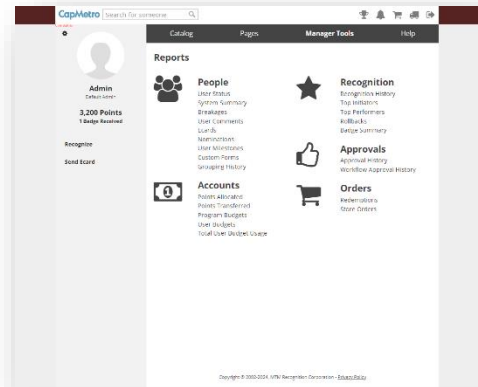 CapMetro
Search for someone
Catalog
Pages
Manager Tools
Help
Admin
3,200 Points
1 Badge Received
Recognize
Send Ecard
Reports
People
User Status
System Summary
Breakages
User Comments
Ecards
Nominations
User Milestones
Custom Forms
Grouping History
Accounts
Points Allocated
Points Transferred
Program Budgets
User Budgets
Total User Budget Usage
Recognition
Recognition History
Top Initiators
Top Performers
Rollbacks
Badge Summary
Approvals
Approval History
Workflow Approval History
Orders
Redemptions
Store Orders
Copyright © 2002-2024, MTM Recognition Corporation - Privacy Policy